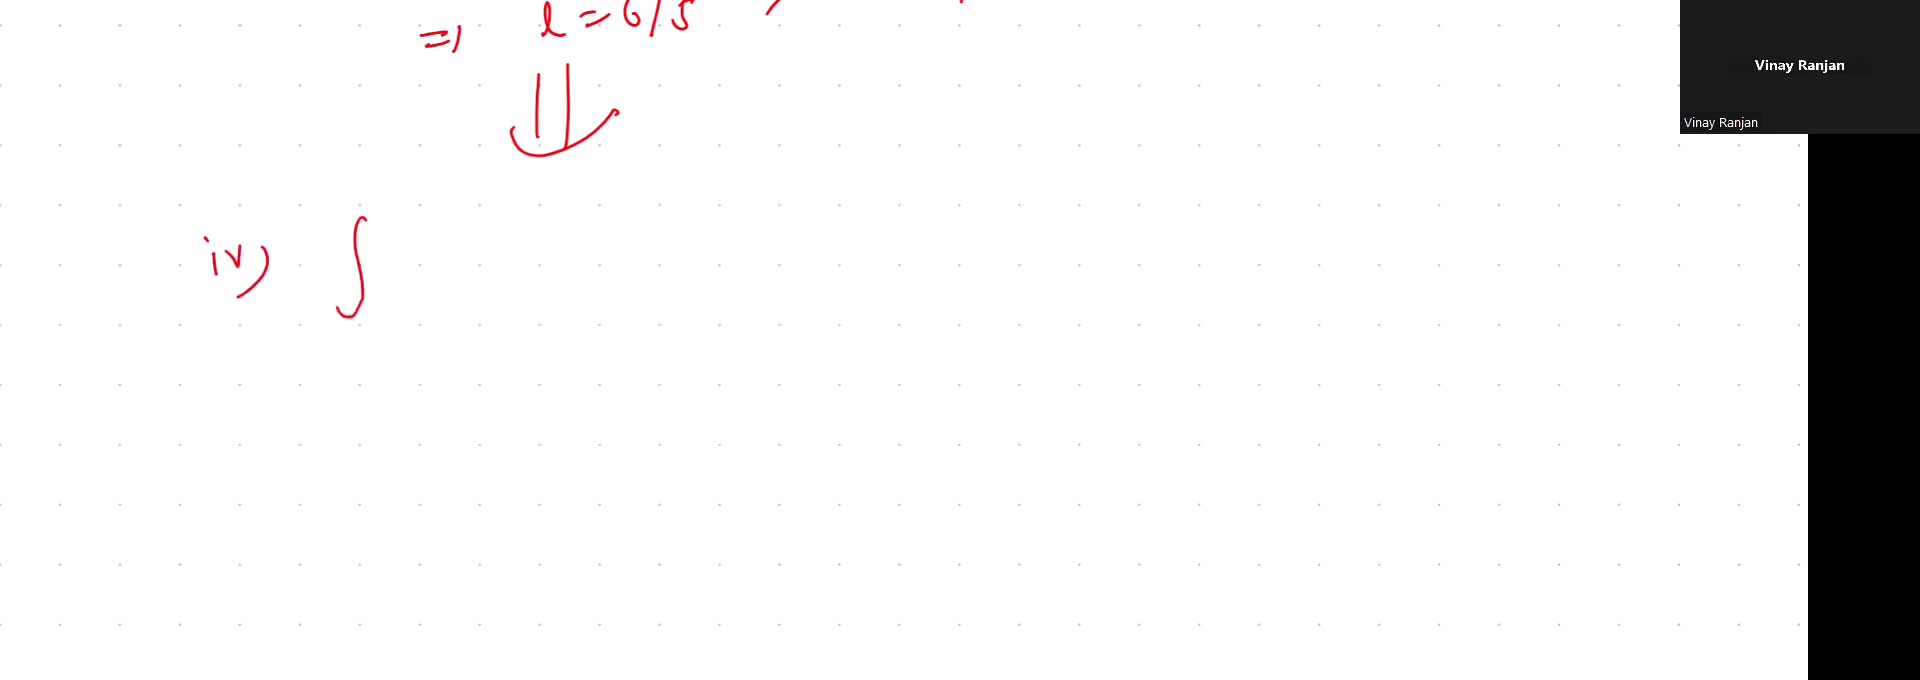 ⇒ l = 6/5
Vinay Ranjan
Vinay Ranjan
iv) ∫